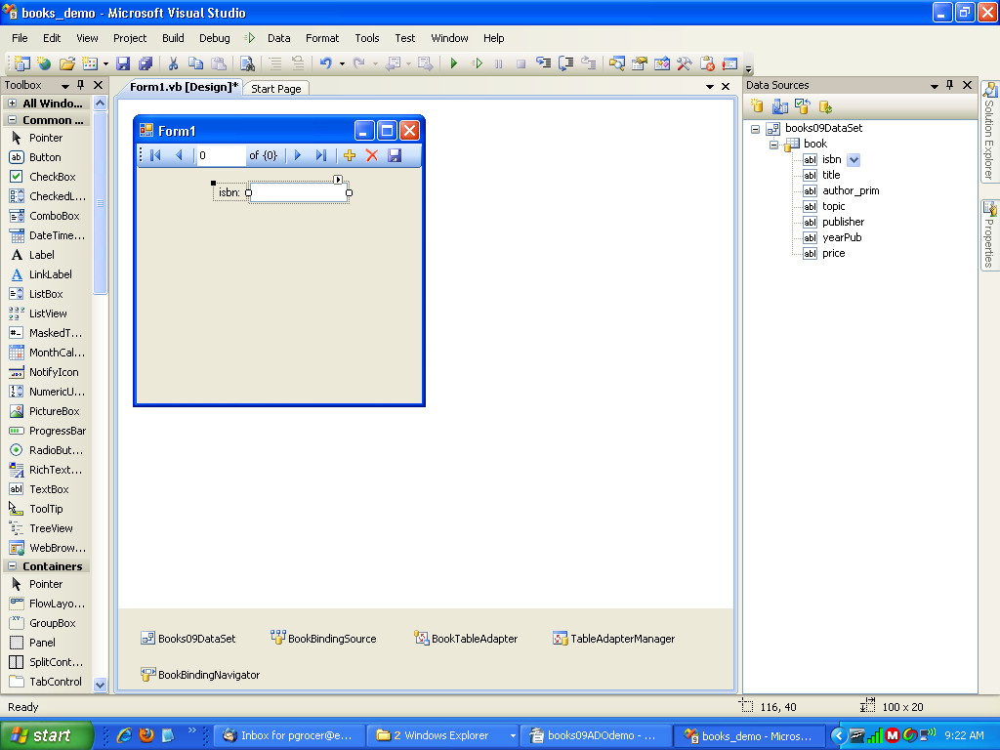 books_demo - Microsoft Visual Studio
File Edit View Project Build Debug Data Format Tools Test Window Help
Toolbox
All Windo...
Common ...
Pointer
Button
CheckBox
CheckedL...
ComboBox
DateTime...
Label
LinkLabel
ListBox
ListView
MaskedT...
MonthCal...
NotifyIcon
NumericU...
PictureBox
ProgressBar
RadioBut...
RichText...
TextBox
ToolTip
TreeView
WebBrow...
Containers
Pointer
FlowLayo...
GroupBox
Panel
SplitCont...
TabControl
Form1.vb [Design]* Start Page
Form1
0 of {0}
isbn:
Books09DataSet BookBindingSource BookTableAdapter TableAdapterManager
BookBindingNavigator
Data Sources
books09DataSet
book
isbn
title
author_prim
topic
publisher
yearPub
price
Solution Explorer
Properties
Ready 116, 40 100 x 20
start Inbox for pgrocer@e... 2 Windows Explorer books09ADOdemo - ... books_demo - Micros... 9:22 AM